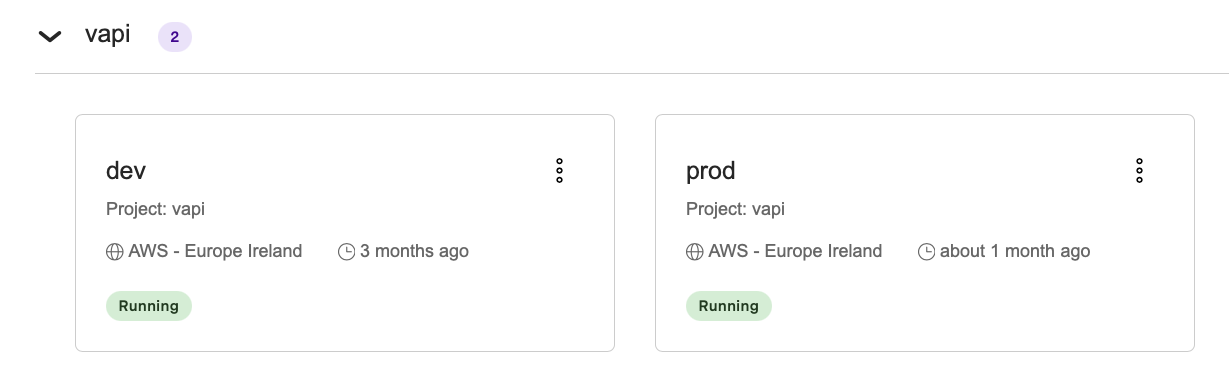 vapi 2
dev
Project: vapi
AWS - Europe Ireland 3 months ago
Running
prod
Project: vapi
AWS - Europe Ireland about 1 month ago
Running